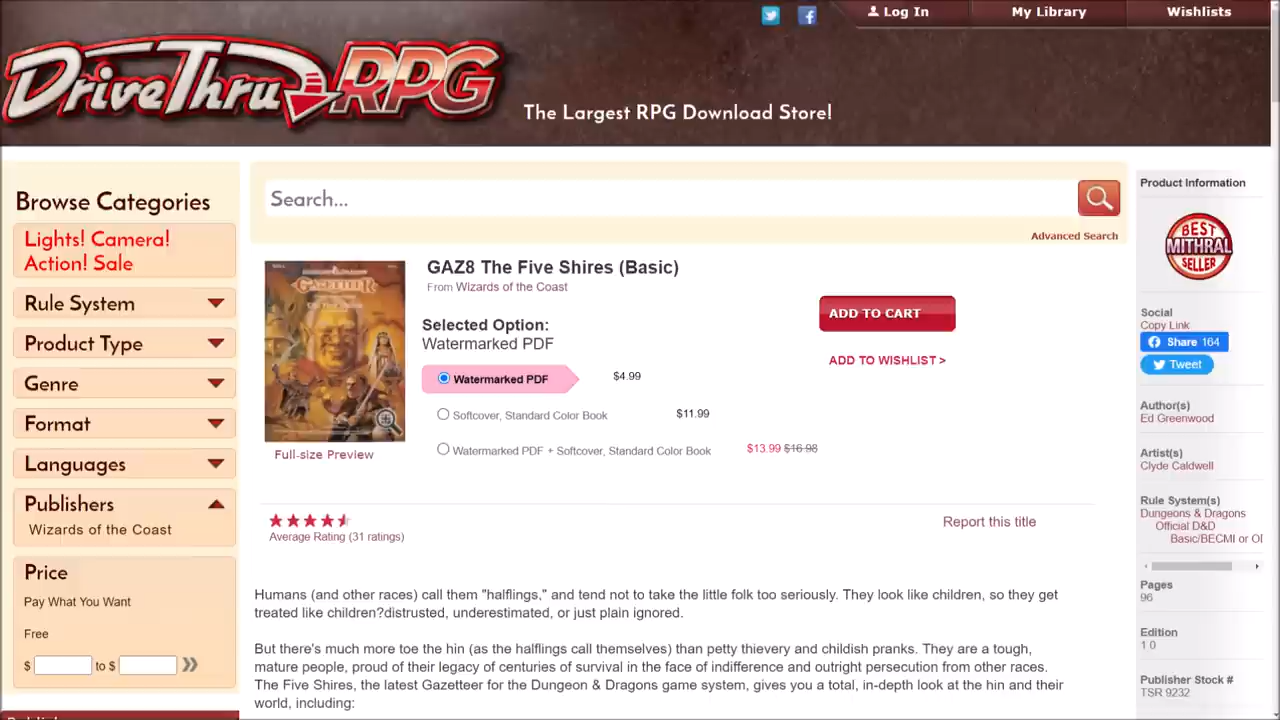 Log In
My Library
Wishlists
DriveThruRPG
The Largest RPG Download Store!
Browse Categories
Lights! Camera!
Action! Sale
Rule System
Product Type
Genre
Format
Languages
Publishers
Wizards of the Coast
Price
Pay What You Want
Free
$ to $
Search...
Advanced Search
GAZETTEER
Full-size Preview
GAZ8 The Five Shires (Basic)
From Wizards of the Coast
Selected Option:
Watermarked PDF
Watermarked PDF $4.99
Softcover, Standard Color Book $11.99
Watermarked PDF + Softcover, Standard Color Book $13.99 $16.98
ADD TO CART
ADD TO WISHLIST >
Average Rating (31 ratings)
Report this title
Humans (and other races) call them "halflings," and tend not to take the little folk too seriously. They look like children, so they get
treated like children?distrusted, underestimated, or just plain ignored.
But there's much more toe the hin (as the halflings call themselves) than petty thievery and childish pranks. They are a tough,
mature people, proud of their legacy of centuries of survival in the face of indifference and outright persecution from other races.
The Five Shires, the latest Gazetteer for the Dungeon & Dragons game system, gives you a total, in-depth look at the hin and their
world, including:
Product Information
BEST
MITHRAL
SELLER
Social
Copy Link
Share 164
Tweet
Author(s)
Ed Greenwood
Artist(s)
Clyde Caldwell
Rule System(s)
Dungeons & Dragons
Official D&D
Basic/BECMI or
Pages
96
Edition
1 0
Publisher Stock #
TSR 9232